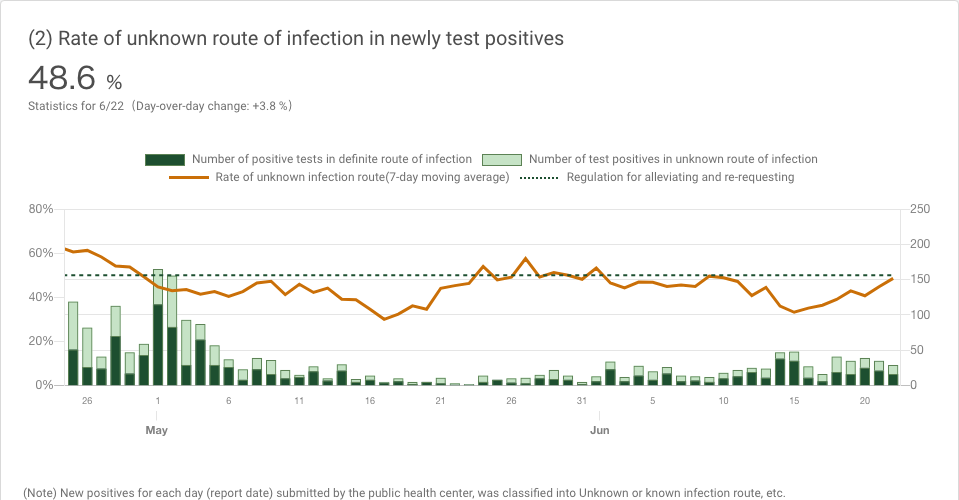 (2) Rate of unknown route of infection in newly test positives
48.6 %
Statistics for 6/22 (Day-over-day change: +3.8 %)
Number of positive tests in definite route of infection Number of test positives in unknown route of infection
Rate of unknown infection route(7-day moving average) Regulation for alleviating and re-requesting
80% 250
200
60%
150
40%
100
20%
50
0% 0
26 1 6 11 16 21 26 31 5 10 15 20
May Jun
(Note) New positives for each day (report date) submitted by the public health center, was classified into Unknown or known infection route, etc.